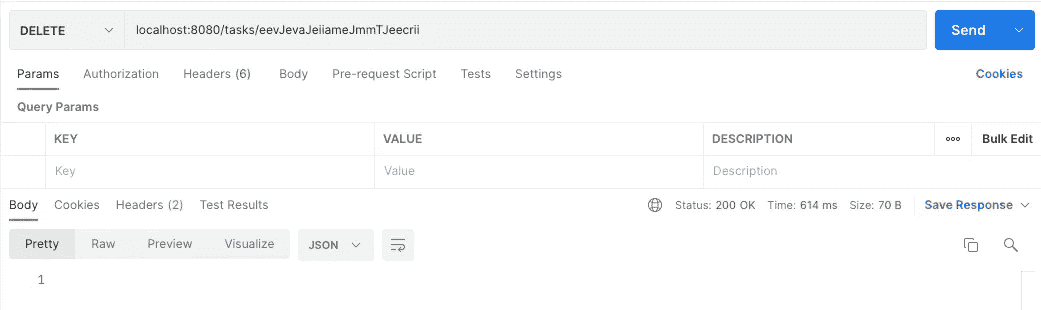 DELETE localhost:8080/tasks/eevJevaJeiiameJmmTJeecrii Send
Params Authorization Headers (6) Body Pre-request Script Tests Settings Cookies
Query Params
KEY VALUE DESCRIPTION ooo Bulk Edit
Key Value Description
Body Cookies Headers (2) Test Results Status: 200 OK Time: 614 ms Size: 70 B Save Response
Pretty Raw Preview Visualize JSON
1